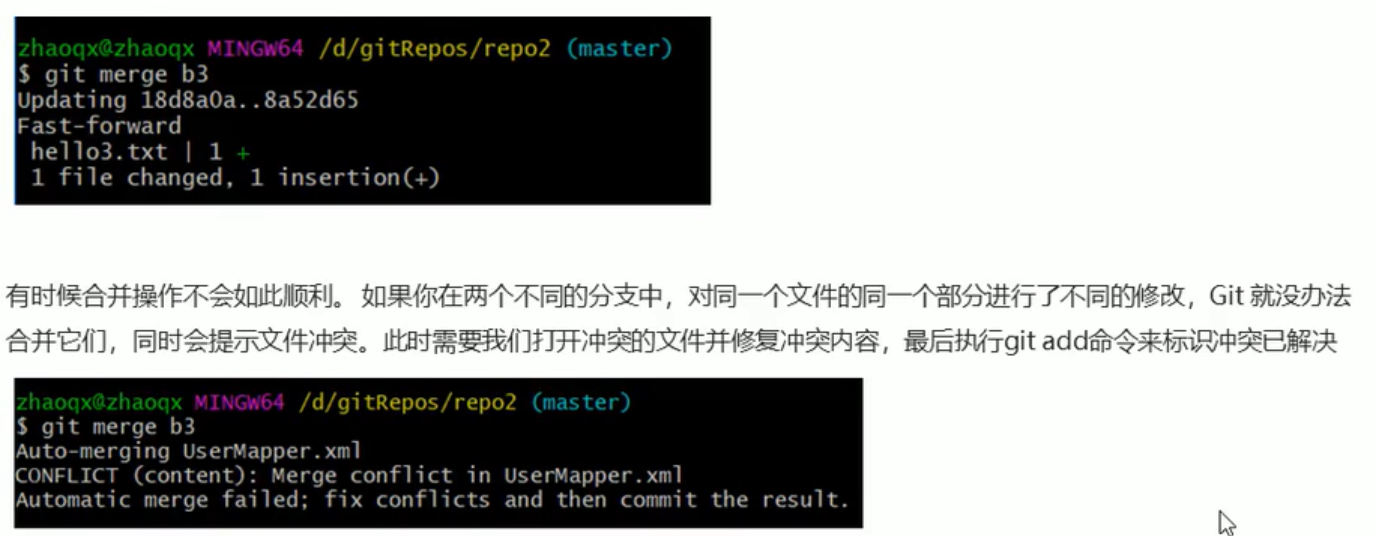 zhaoqx@zhaoqx MINGW64 /d/gitRepos/repo2 (master)
$ git merge b3
Updating 18d8a0a..8a52d65
Fast-forward
 hello3.txt | 1 +
 1 file changed, 1 insertion(+)
有时候合并操作不会如此顺利。 如果你在两个不同的分支中，对同一个文件的同一个部分进行了不同的修改，Git 就没办法
合并它们，同时会提示文件冲突。此时需要我们打开冲突的文件并修复冲突内容，最后执行git add命令来标识冲突已解决
zhaoqx@zhaoqx MINGW64 /d/gitRepos/repo2 (master)
$ git merge b3
Auto-merging UserMapper.xml
CONFLICT (content): Merge conflict in UserMapper.xml
Automatic merge failed; fix conflicts and then commit the result.